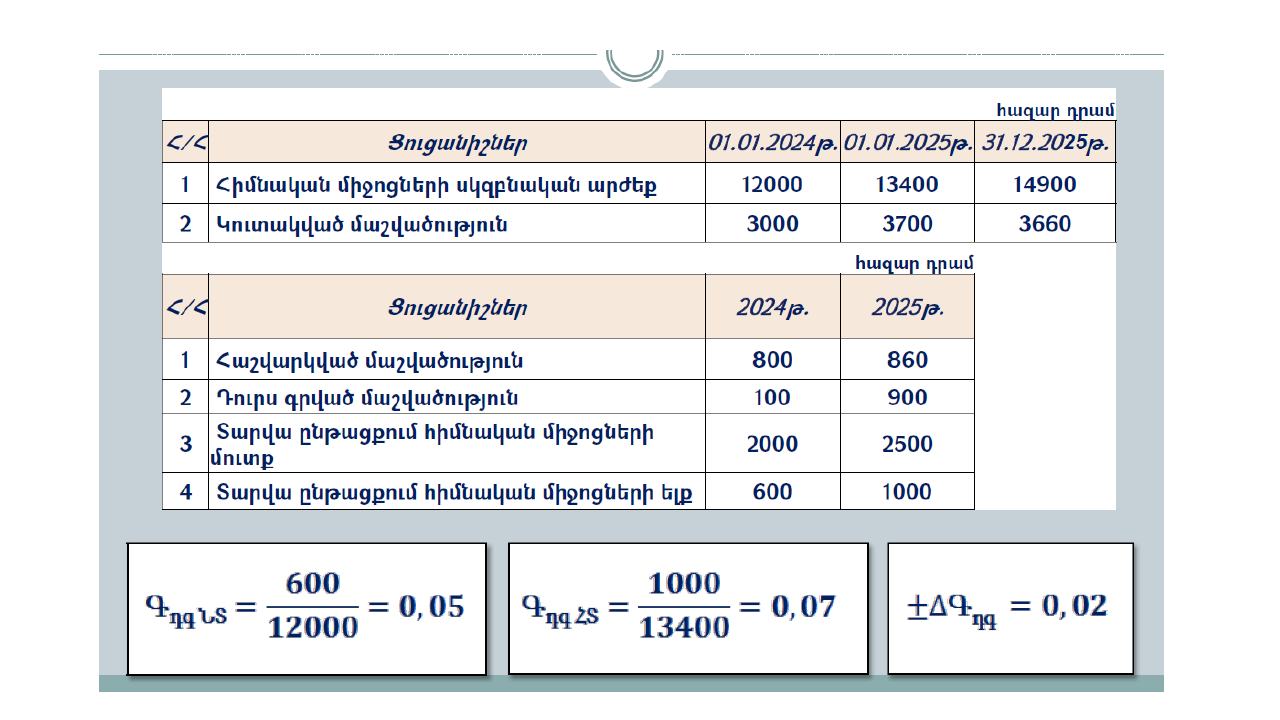 հազար դրամ
Հ/Հ Ցուցանիշներ 01.01.2024թ. 01.01.2025թ. 31.12.2025թ.
1 Հիմնական միջոցների սկզբնական արժեք 12000 13400 14900
2 Կուտակված մաշվածություն 3000 3700 3660
հազար դրամ
Հ/Հ Ցուցանիշներ 2024թ. 2025թ.
1 Հաշվարկված մաշվածություն 800 860
2 Դուրս գրված մաշվածություն 100 900
3 Տարվա ընթացքում հիմնական միջոցների
մուտք 2000 2500
4 Տարվա ընթացքում հիմնական միջոցների ելք 600 1000
Գդգ ՆՏ = 600/12000 = 0, 05
Գդգ ՀՏ = 1000/13400 = 0, 07
±ΔԳդգ = 0, 02